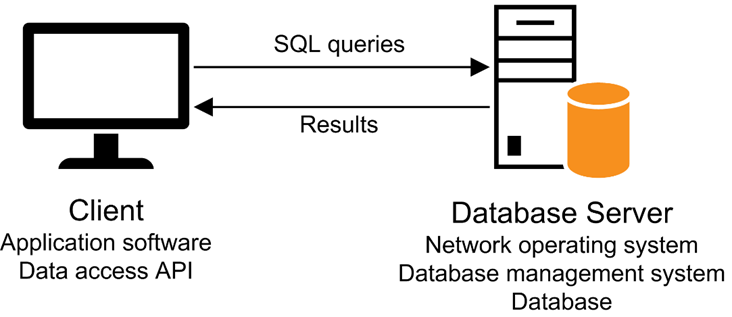 SQL queries
Results
Client
Application software
Data access API
Database Server
Network operating system
Database management system
Database